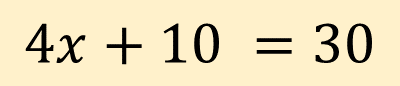 4x + 10 = 30